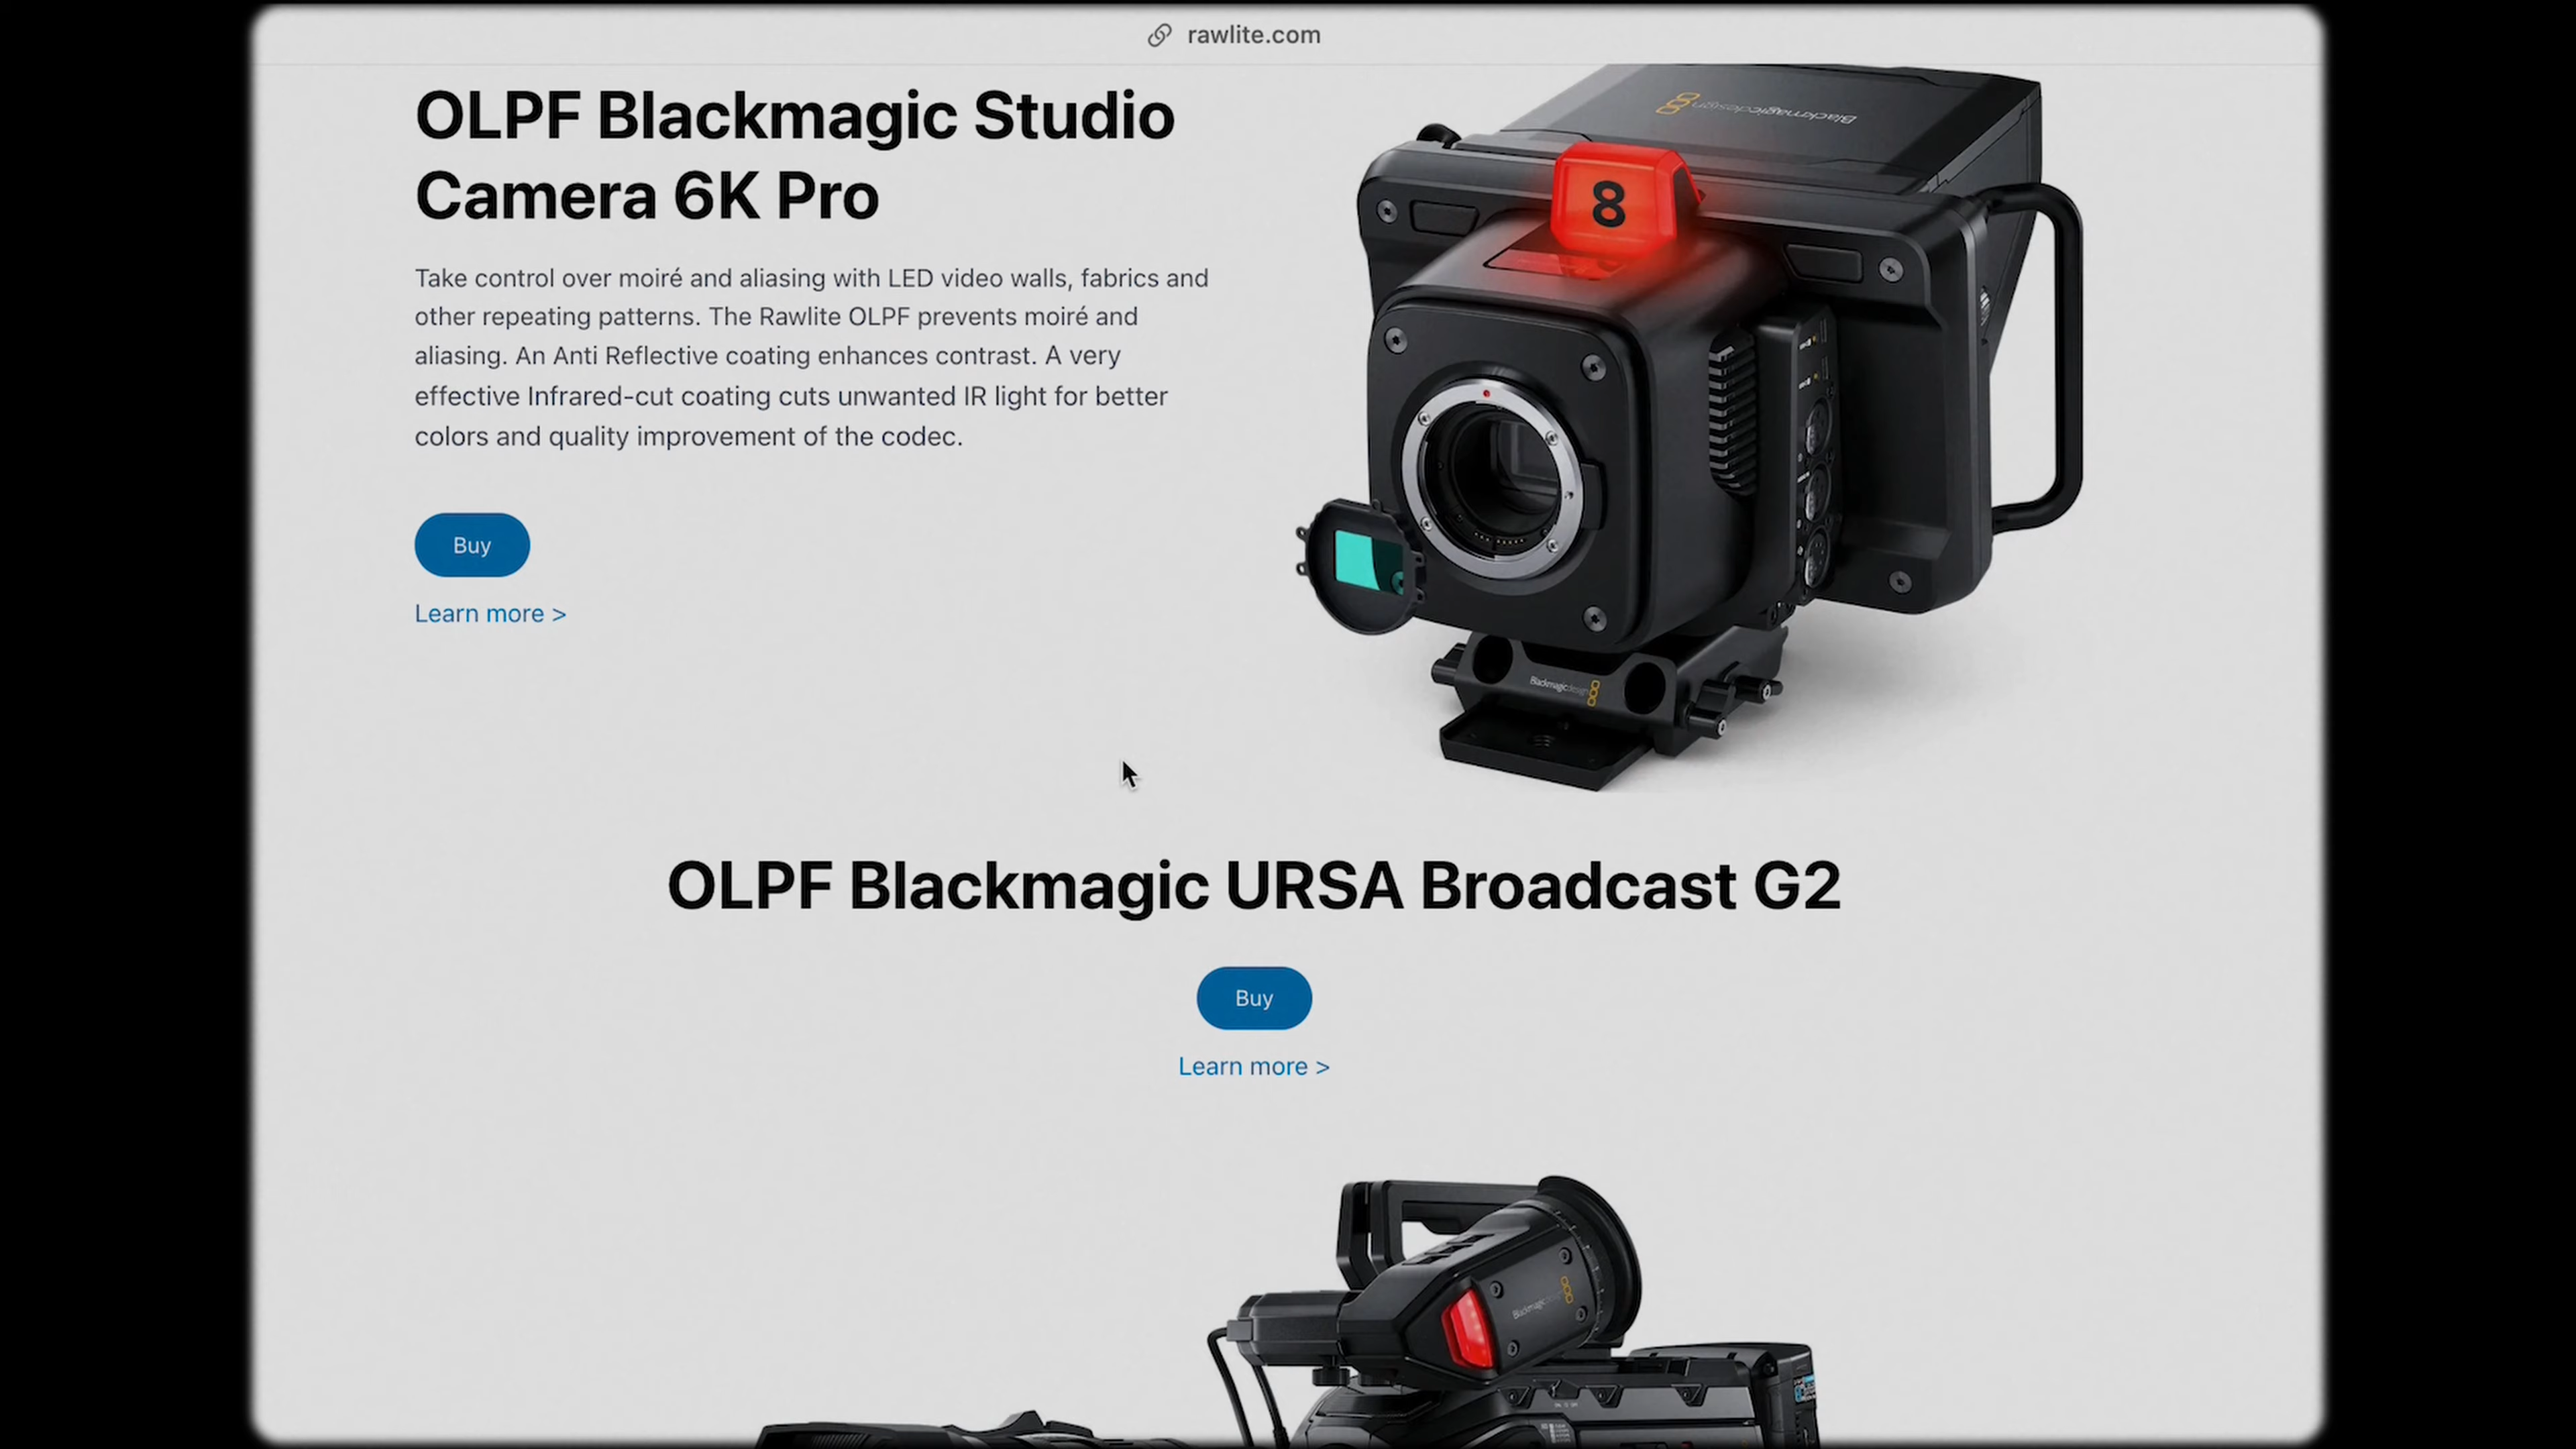 rawlite.com
OLPF Blackmagic Studio
Camera 6K Pro
Take control over moiré and aliasing with LED video walls, fabrics and
other repeating patterns. The Rawlite OLPF prevents moiré and
aliasing. An Anti Reflective coating enhances contrast. A very
effective Infrared-cut coating cuts unwanted IR light for better
colors and quality improvement of the codec.
Buy
Learn more >
Blackmagicdesign
8
Blackmagicdesign
OLPF Blackmagic URSA Broadcast G2
Buy
Learn more >
Blackmagicdesign